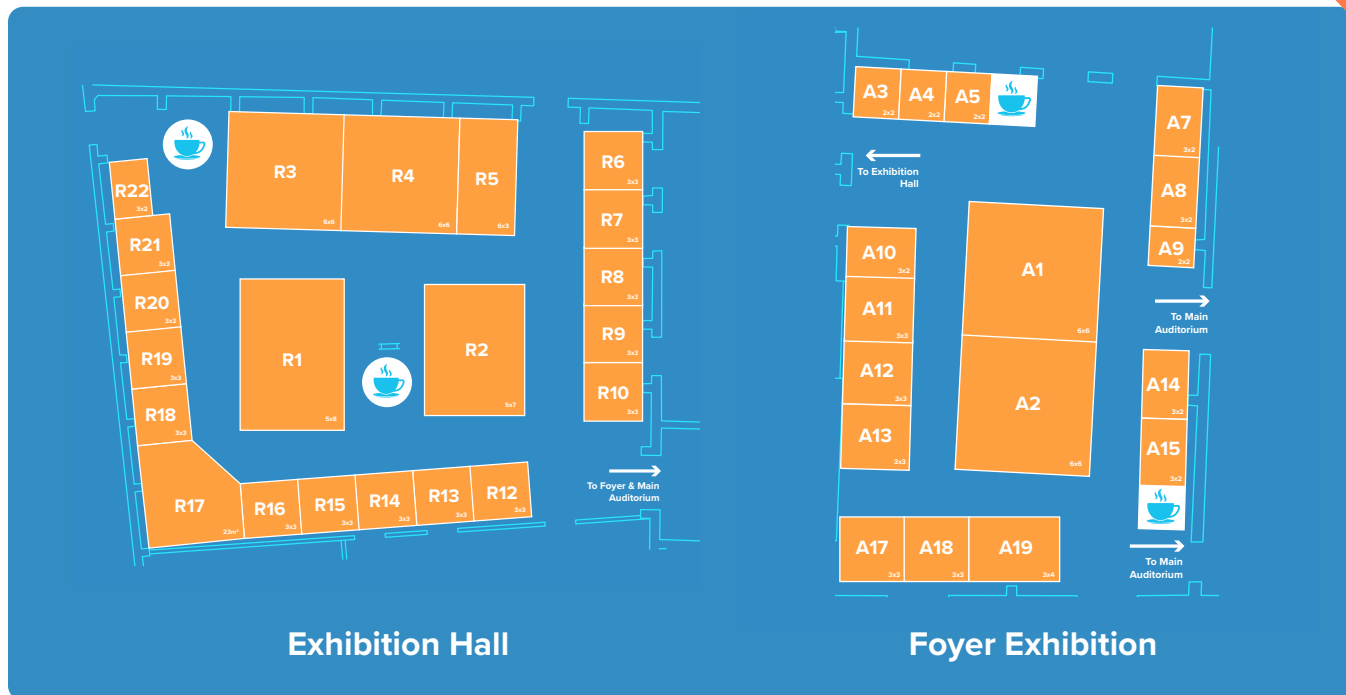 R3
6x6
R4
6x6
R5
6x3
R6
3x3
R7
3x3
R8
3x3
R9
3x3
R10
3x3
R22
3x2
R21
3x3
R20
3x3
R19
3x3
R18
3x3
R17
23m²
R16
3x3
R15
3x3
R14
3x3
R13
3x3
R12
3x3
R1
5x8
R2
5x7
To Foyer & Main
Auditorium
Exhibition Hall
A3
2x2
A4
2x2
A5
2x2
A7
3x2
A8
3x2
A9
2x2
To Exhibition
Hall
A10
3x2
A11
3x3
A12
3x3
A13
3x3
A1
6x6
A2
6x6
To Main
Auditorium
A14
3x2
A15
3x2
To Main
Auditorium
A17
3x3
A18
3x3
A19
3x4
Foyer Exhibition